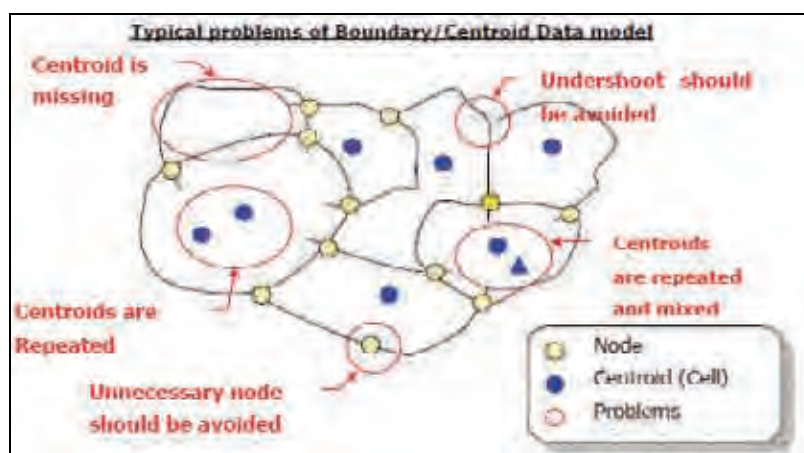 Typical problems of Boundary/Centroid Data model
Centroid is
missing
Undershoot should
be avoided
Centroids
are repeated
and mixed
Centroids are
Repeated
Unnecessary node
should be avoided
Node
Centroid (Cell)
Problems